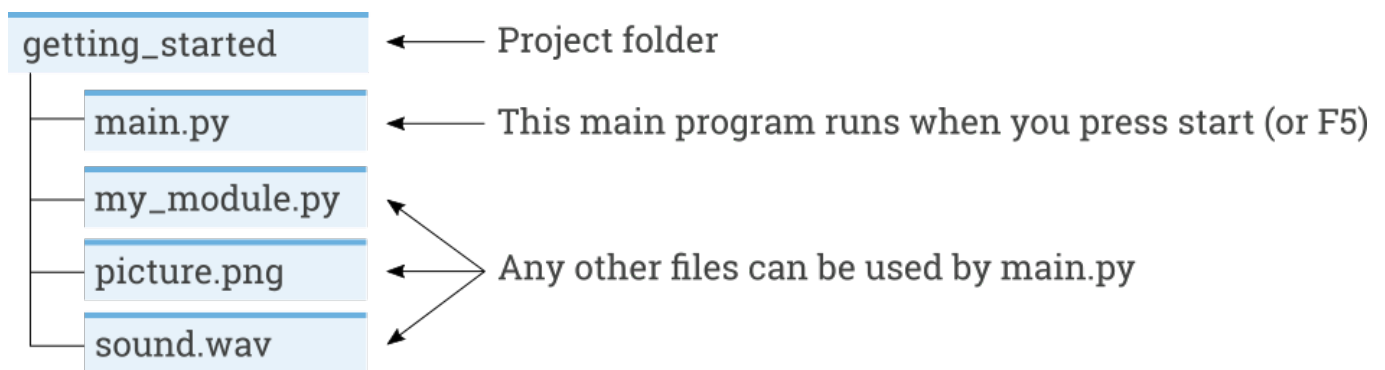 getting_started
Project folder
main.py
This main program runs when you press start (or F5)
my_module.py
picture.png
Any other files can be used by main.py
sound.wav